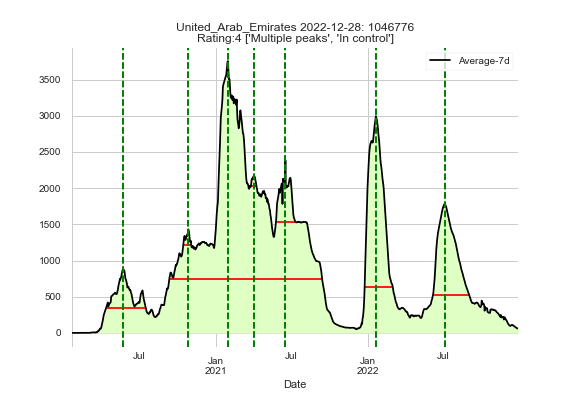 United_Arab_Emirates 2022-12-28: 1046776
Rating:4 ['Multiple peaks', 'In control']
Average-7d
3500
3000
2500
2000
1500
1000
500
0
Jul
Jan
2021
Jul
Jan
2022
Jul
Date